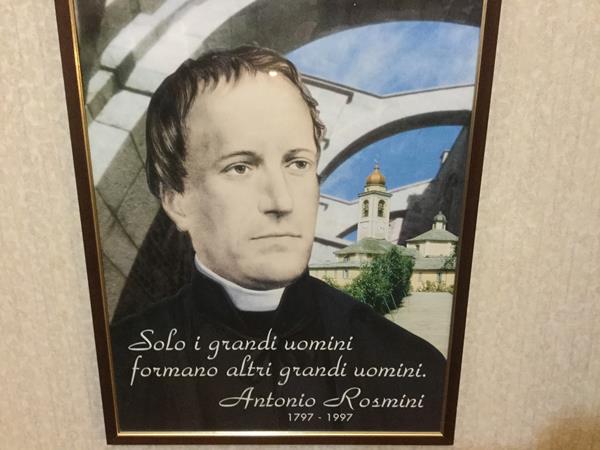 Solo i grandi uomini
formano altri grandi uomini.
Antonio Rosmini
1797 - 1997